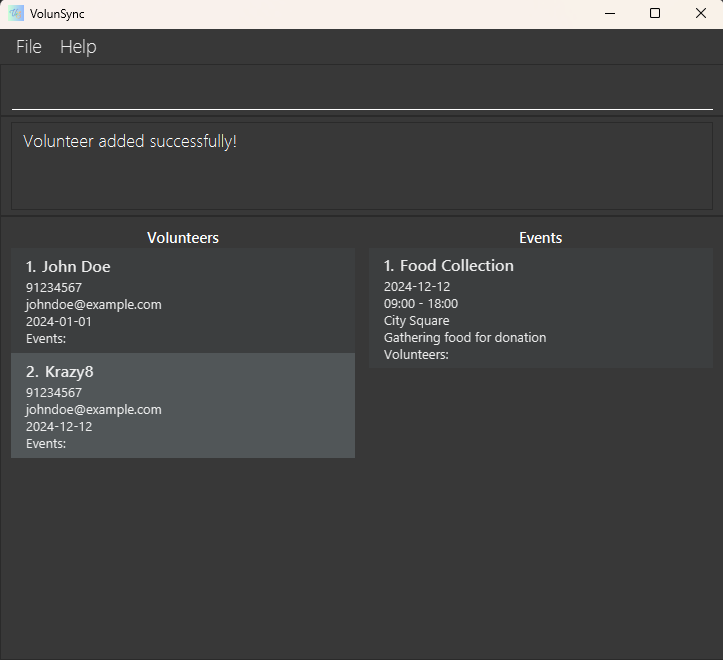 VolunSync
File Help
Volunteer added successfully!
Volunteers
1. John Doe
91234567
johndoe@example.com
2024-01-01
Events:
2. Krazy8
91234567
johndoe@example.com
2024-12-12
Events:
Events
1. Food Collection
2024-12-12
09:00 - 18:00
City Square
Gathering food for donation
Volunteers: